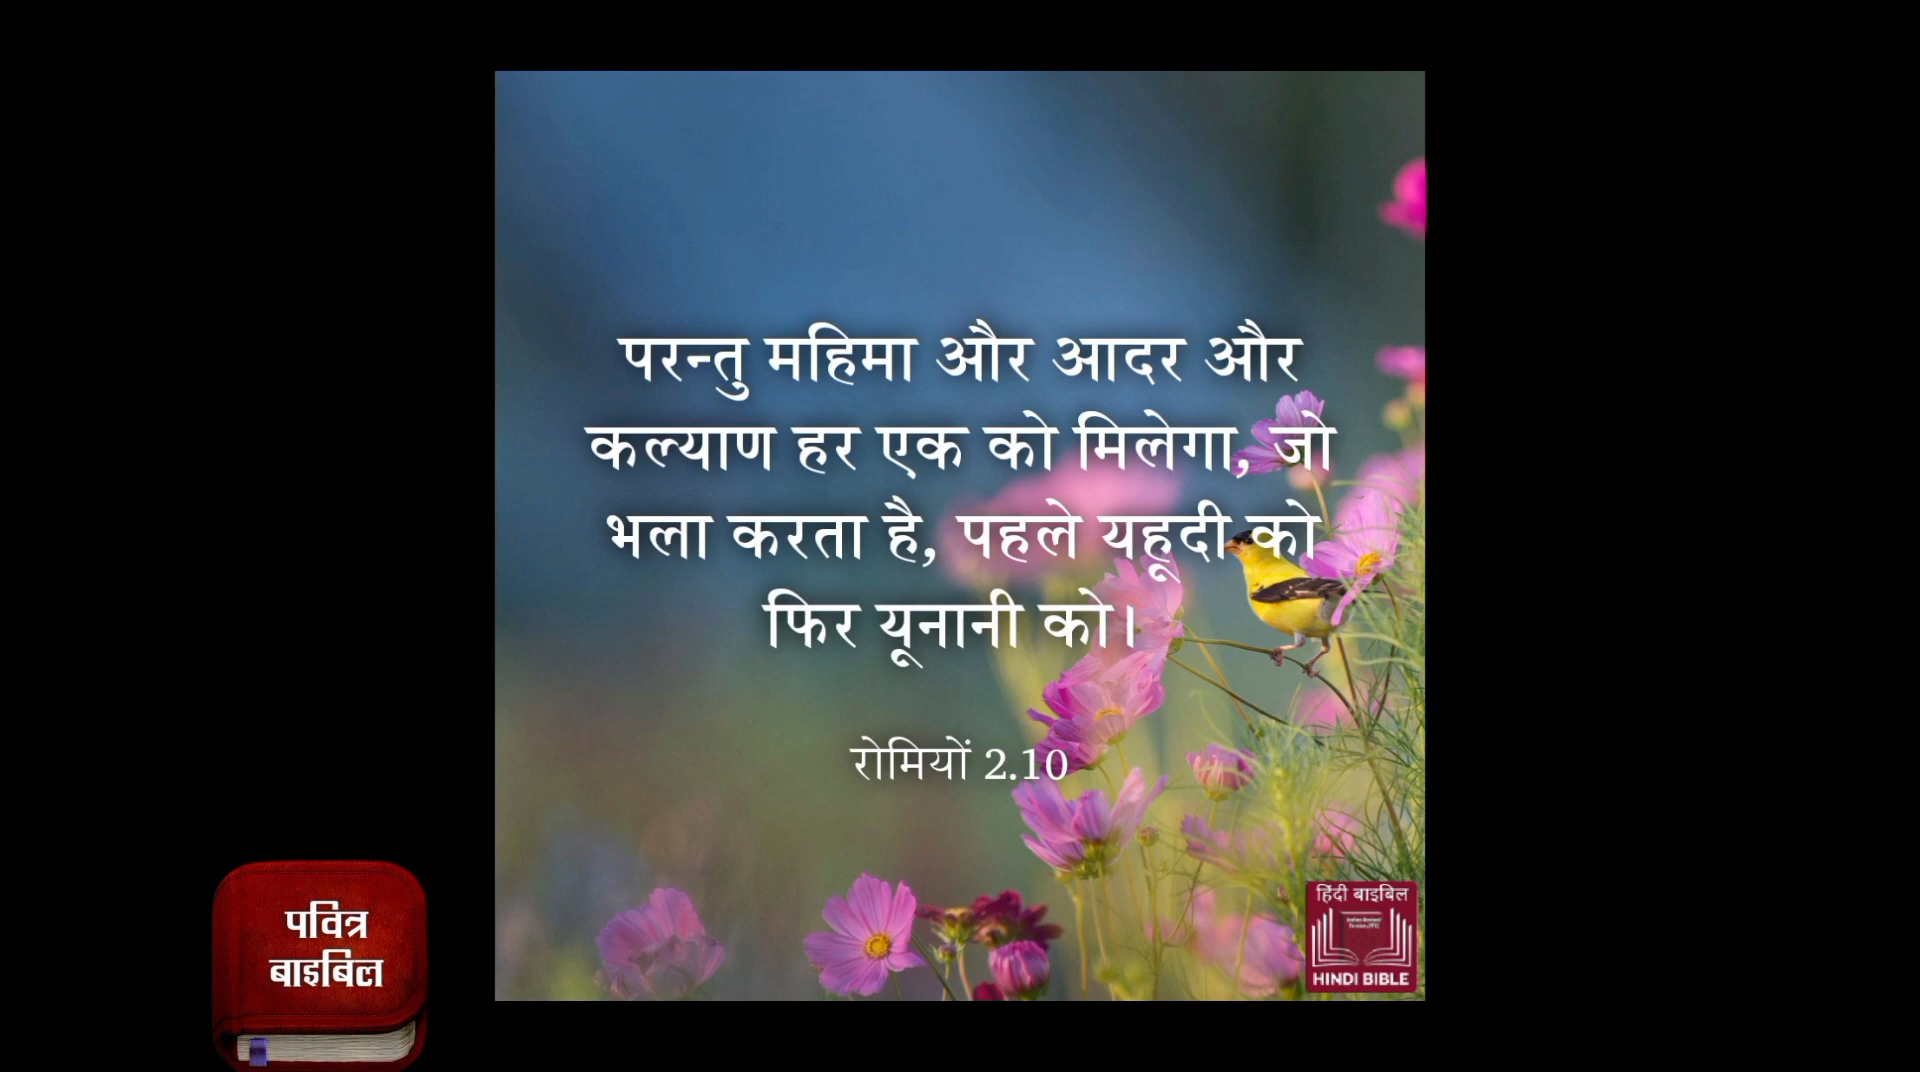 परन्तु महिमा और आदर और
कल्याण हर एक को मिलेगा, जो
भला करता है, पहले यहूदी को
फिर यूनानी को।
रोमियों 2.10
पवित्र
बाइबिल
हिंदी बाइबिल
HINDI BIBLE